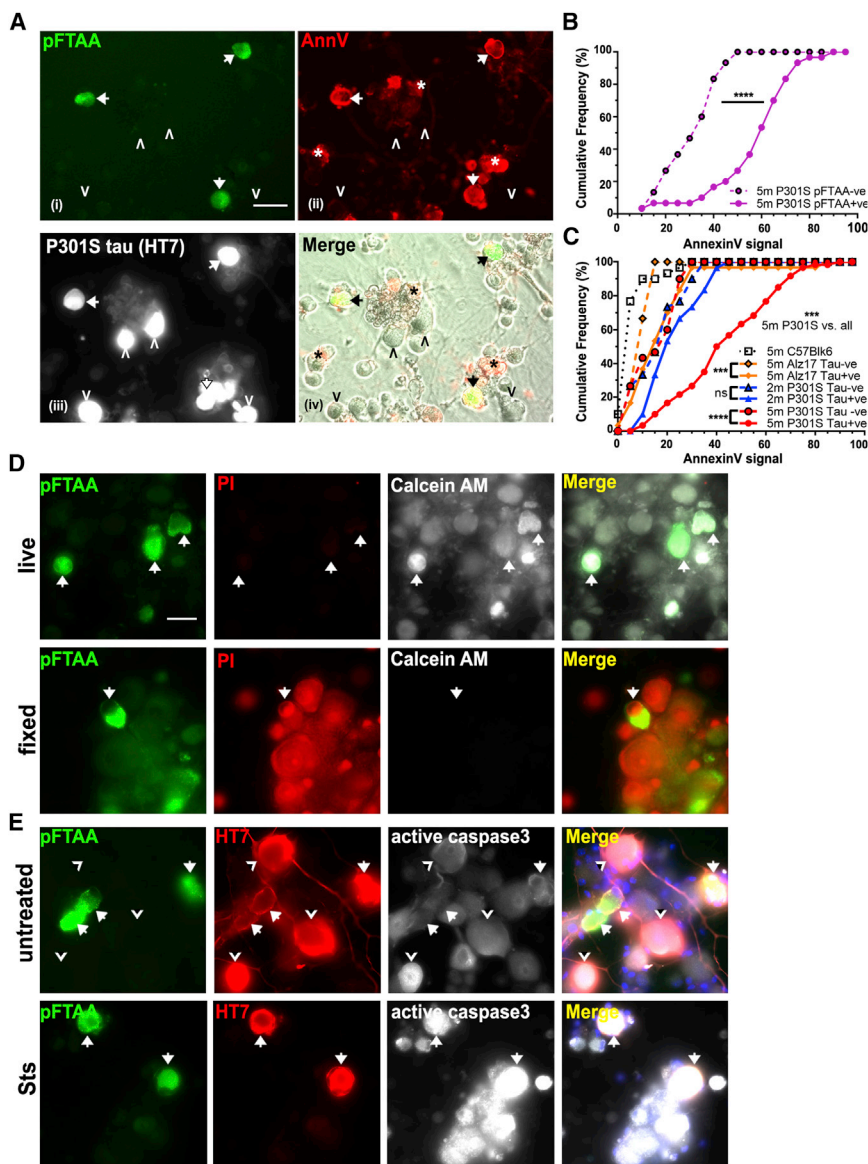 A
pFTAA
AnnV
*
*
*
(i)
(ii)
P301S tau (HT7)
Merge
*
*
*
(iii)
(iv)
B
Cumulative Frequency (%)
100
80
60
40
20
0
****
5m P301S pFTAA-ve
5m P301S pFTAA+ve
0 20 40 60 80 100
AnnexinV signal
C
Cumulative Frequency (%)
100
80
60
40
20
0
***
5m P301S vs. all
5m C57Blk6
*** 5m Alz17 Tau-ve
5m Alz17 Tau+ve
ns 2m P301S Tau-ve
2m P301S Tau+ve
**** 5m P301S Tau -ve
5m P301S Tau+ve
0 20 40 60 80 100
AnnexinV signal
D
live
pFTAA
PI
Calcein AM
Merge
fixed
pFTAA
PI
Calcein AM
Merge
E
untreated
pFTAA
HT7
active caspase3
Merge
Sts
pFTAA
HT7
active caspase3
Merge